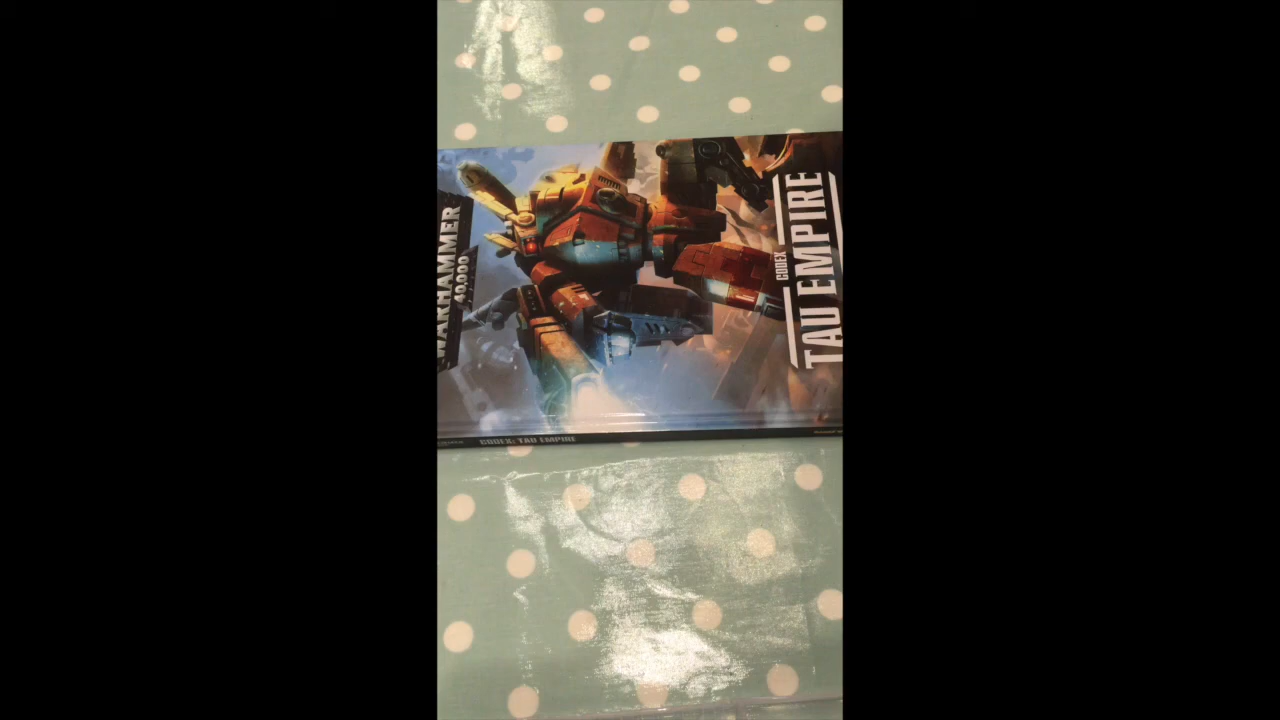 WARHAMMER
40,000
CODEX
TAU EMPIRE
CODEX: TAU EMPIRE